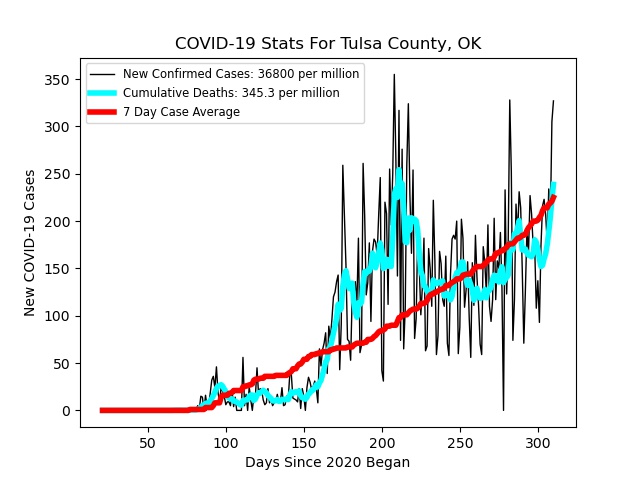 COVID-19 Stats For Tulsa County, OK
New Confirmed Cases: 36800 per million
Cumulative Deaths: 345.3 per million
7 Day Case Average
New COVID-19 Cases
350
300
250
200
150
100
50
0
50 100 150 200 250 300
Days Since 2020 Began